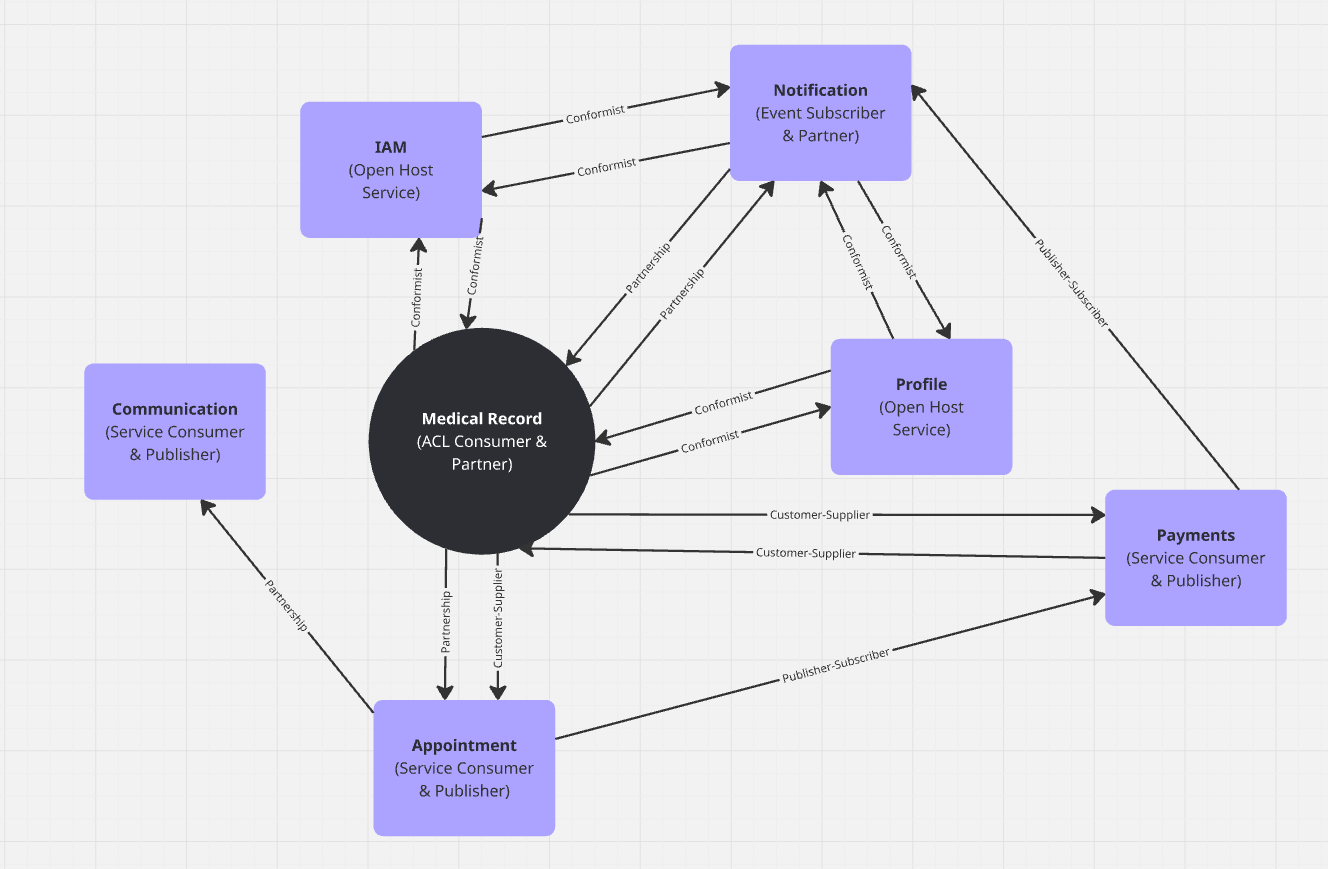 Notification
(Event Subscriber
& Partner)
IAM
(Open Host
Service)
Conformist
Conformist
Conformist
Conformist
Partnership
Partnership
Conformist
Conformist
Publisher-Subscriber
Communication
(Service Consumer
& Publisher)
Medical Record
(ACL Consumer &
Partner)
Profile
(Open Host
Service)
Conformist
Conformist
Customer-Supplier
Customer-Supplier
Payments
(Service Consumer
& Publisher)
Partnership
Partnership
Customer-Supplier
Publisher-Subscriber
Appointment
(Service Consumer
& Publisher)